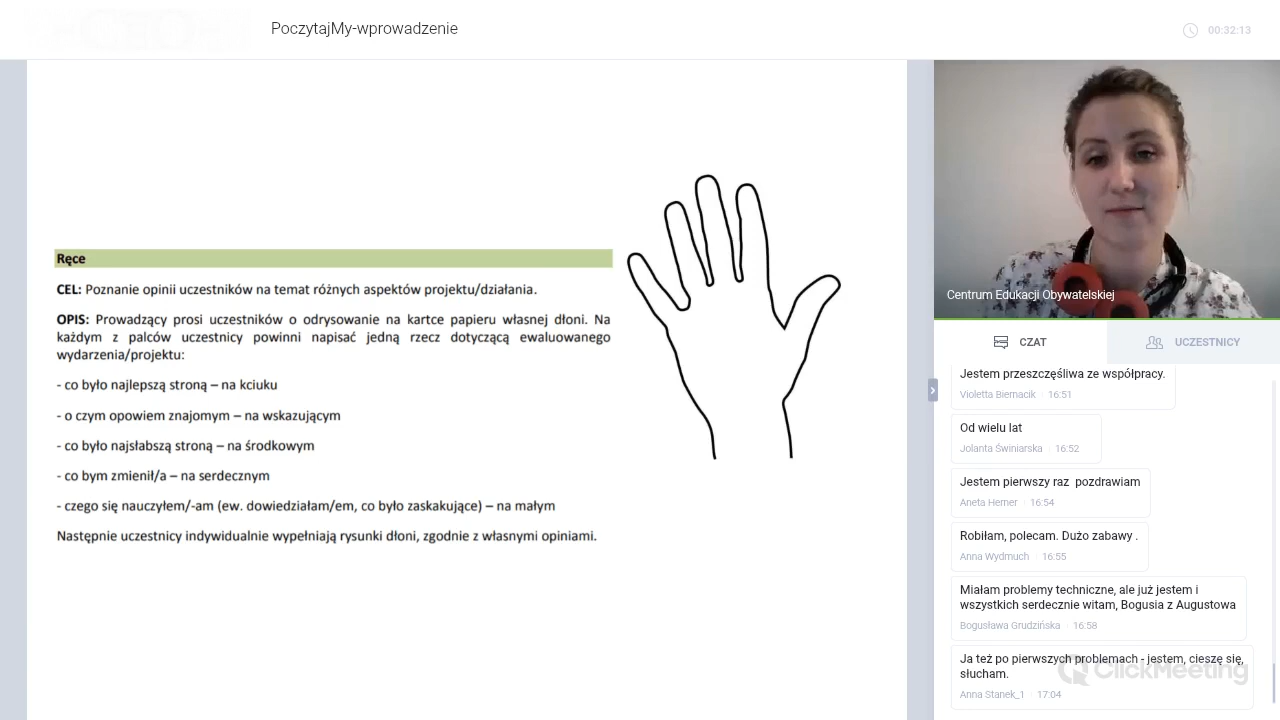 PoczytajMy-wprowadzenie
00:32:13
Ręce
CEL: Poznanie opinii uczestników na temat różnych aspektów projektu/działania.
OPIS: Prowadzący prosi uczestników o odrysowanie na kartce papieru własnej dłoni. Na
każdym z palców uczestnicy powinni napisać jedną rzecz dotyczącą ewaluowanego
wydarzenia/projektu:
- co było najlepszą stroną – na kciuku
- o czym opowiem znajomym – na wskazującym
- co było najsłabszą stroną – na środkowym
- co bym zmienił/a – na serdecznym
- czego się nauczyłem/-am (ew. dowiedziałam/em, co było zaskakujące) – na małym
Następnie uczestnicy indywidualnie wypełniają rysunki dłoni, zgodnie z własnymi opiniami.
Centrum Edukacji Obywatelskiej
CZAT
UCZESTNICY
Jestem przeszczęśliwa ze współpracy.
Violetta Biernacik 16:51
Od wielu lat
Jolanta Świniarska 16:52
Jestem pierwszy raz pozdrawiam
Aneta Herner 16:54
Robiłam, polecam. Dużo zabawy .
Anna Wydmuch 16:55
Miałam problemy techniczne, ale już jestem i
wszystkich serdecznie witam, Bogusia z Augustowa
Bogusława Grudzińska 16:58
Ja też po pierwszych problemach - jestem, cieszę się,
słucham.
ClickMeeting
Anna Stanek_1 17:04